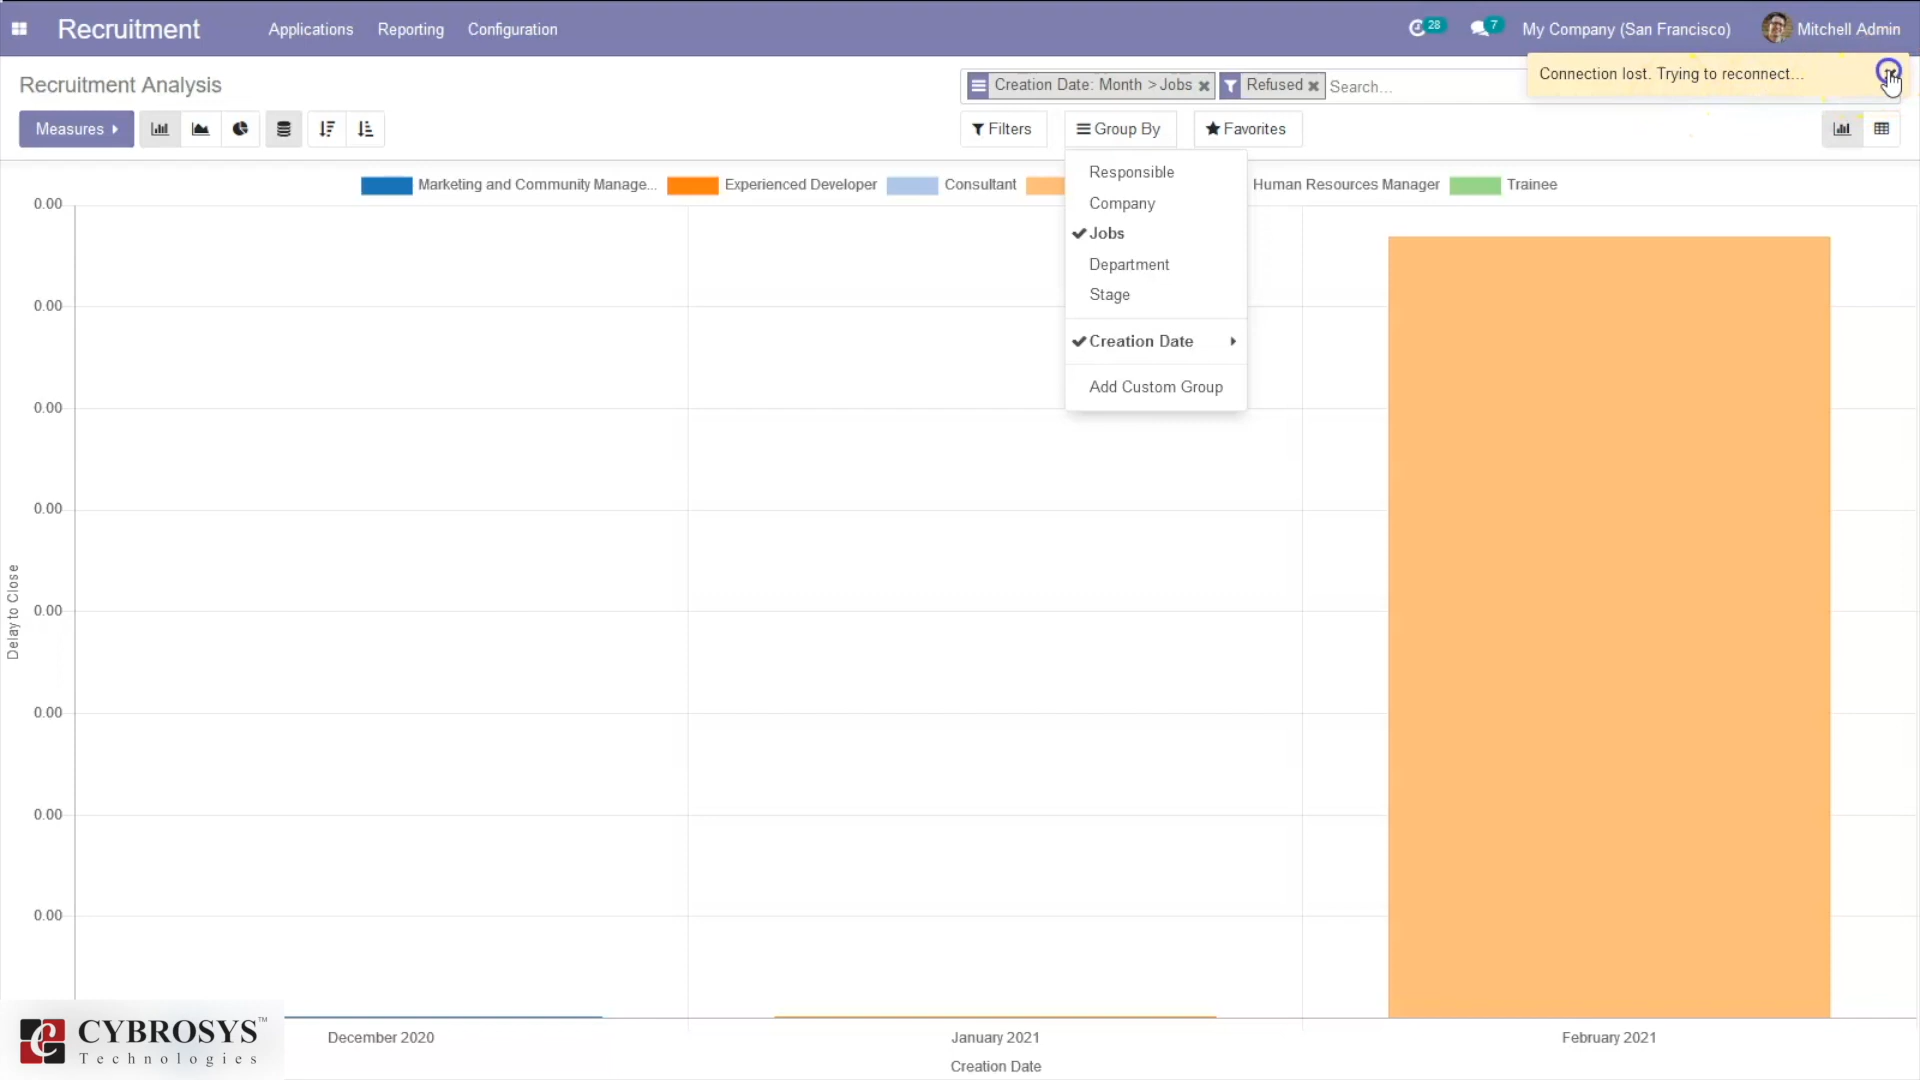 Recruitment Applications Reporting Configuration 28 7 My Company (San Francisco) Mitchell Admin
Connection lost. Trying to reconnect...
Recruitment Analysis
Creation Date: Month > Jobs Refused Search...
Measures
Filters Group By Favorites
Responsible
Company
Jobs
Department
Stage
Creation Date
Add Custom Group
Marketing and Community Manage... Experienced Developer Consultant Human Resources Manager Trainee
0.00
0.00
0.00
0.00
0.00
0.00
0.00
0.00
Delay to Close
December 2020 January 2021 February 2021
Creation Date
CYBROSYS™
Technologies